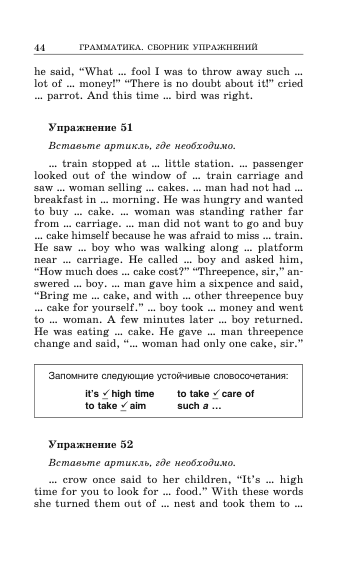 44 ГРАММАТИКА. СБОРНИК УПРАЖНЕНИЙ
he said, “What ... fool I was to throw away such ...
lot of ... money!” “There is no doubt about it!” cried
... parrot. And this time ... bird was right.
Упражнение 51
Вставьте артикль, где необходимо.
... train stopped at ... little station. ... passenger
looked out of the window of ... train carriage and
saw ... woman selling ... cakes. ... man had not had ...
breakfast in ... morning. He was hungry and wanted
to buy ... cake. ... woman was standing rather far
from ... carriage. ... man did not want to go and buy
... cake himself because he was afraid to miss ... train.
He saw ... boy who was walking along ... platform
near ... carriage. He called ... boy and asked him,
“How much does ... cake cost?” “Threepence, sir,” an-
swered ... boy. ... man gave him a sixpence and said,
“Bring me ... cake, and with ... other threepence buy
... cake for yourself.” ... boy took ... money and went
to ... woman. A few minutes later ... boy returned.
He was eating ... cake. He gave ... man threepence
change and said, “... woman had only one cake, sir.”
Запомните следующие устойчивые словосочетания:
it’s ✓ high time to take ✓ care of
to take ✓ aim such a ...
Упражнение 52
Вставьте артикль, где необходимо.
... crow once said to her children, “It’s ... high
time for you to look for ... food.” With these words
she turned them out of ... nest and took them to ...